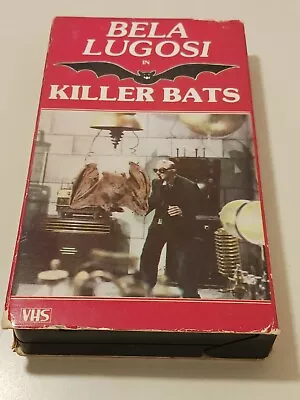 BELA
LUGOSI
IN
KILLER BATS
VHS